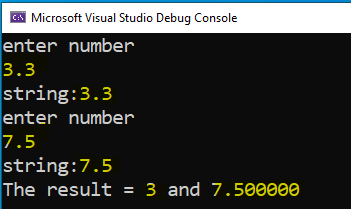 Microsoft Visual Studio Debug Console
enter number
3.3
string:3.3
enter number
7.5
string:7.5
The result = 3 and 7.500000